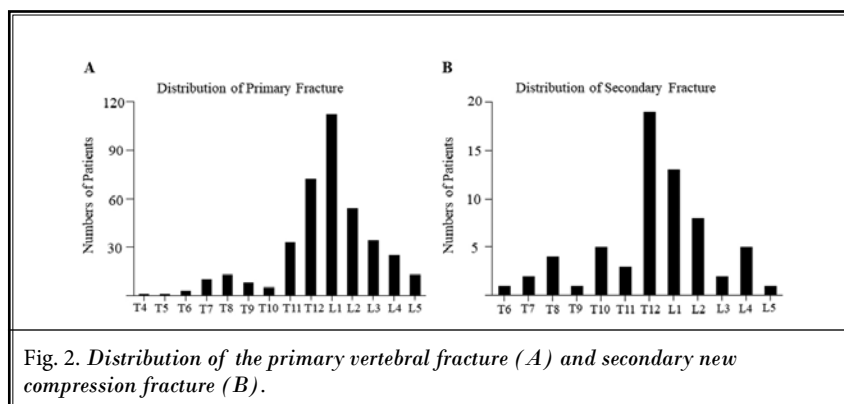 A
Distribution of Primary Fracture
Numbers of Patients
120
90
60
30
T4 T5 T6 T7 T8 T9 T10 T11 T12 L1 L2 L3 L4 L5
B
Distribution of Secondary Fracture
Numbers of Patients
20
15
10
5
T6 T7 T8 T9 T10 T11 T12 L1 L2 L3 L4 L5
Fig. 2. Distribution of the primary vertebral fracture (A) and secondary new
compression fracture (B).